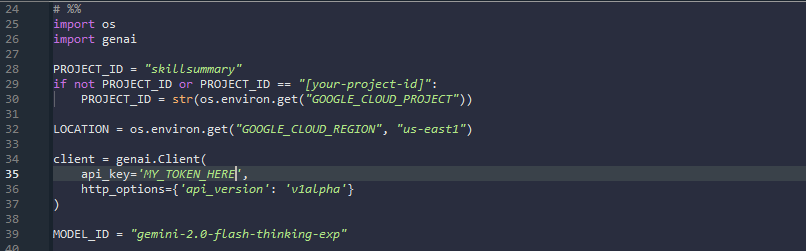 24 # %%
25 import os
26 import genai
27
28 PROJECT_ID = "skillsummary"
29 if not PROJECT_ID or PROJECT_ID == "[your-project-id]":
30     PROJECT_ID = str(os.environ.get("GOOGLE_CLOUD_PROJECT"))
31
32 LOCATION = os.environ.get("GOOGLE_CLOUD_REGION", "us-east1")
33
34 client = genai.Client(
35     api_key='MY_TOKEN_HERE',
36     http_options={'api_version': 'v1alpha'}
37 )
38
39 MODEL_ID = "gemini-2.0-flash-thinking-exp"
40